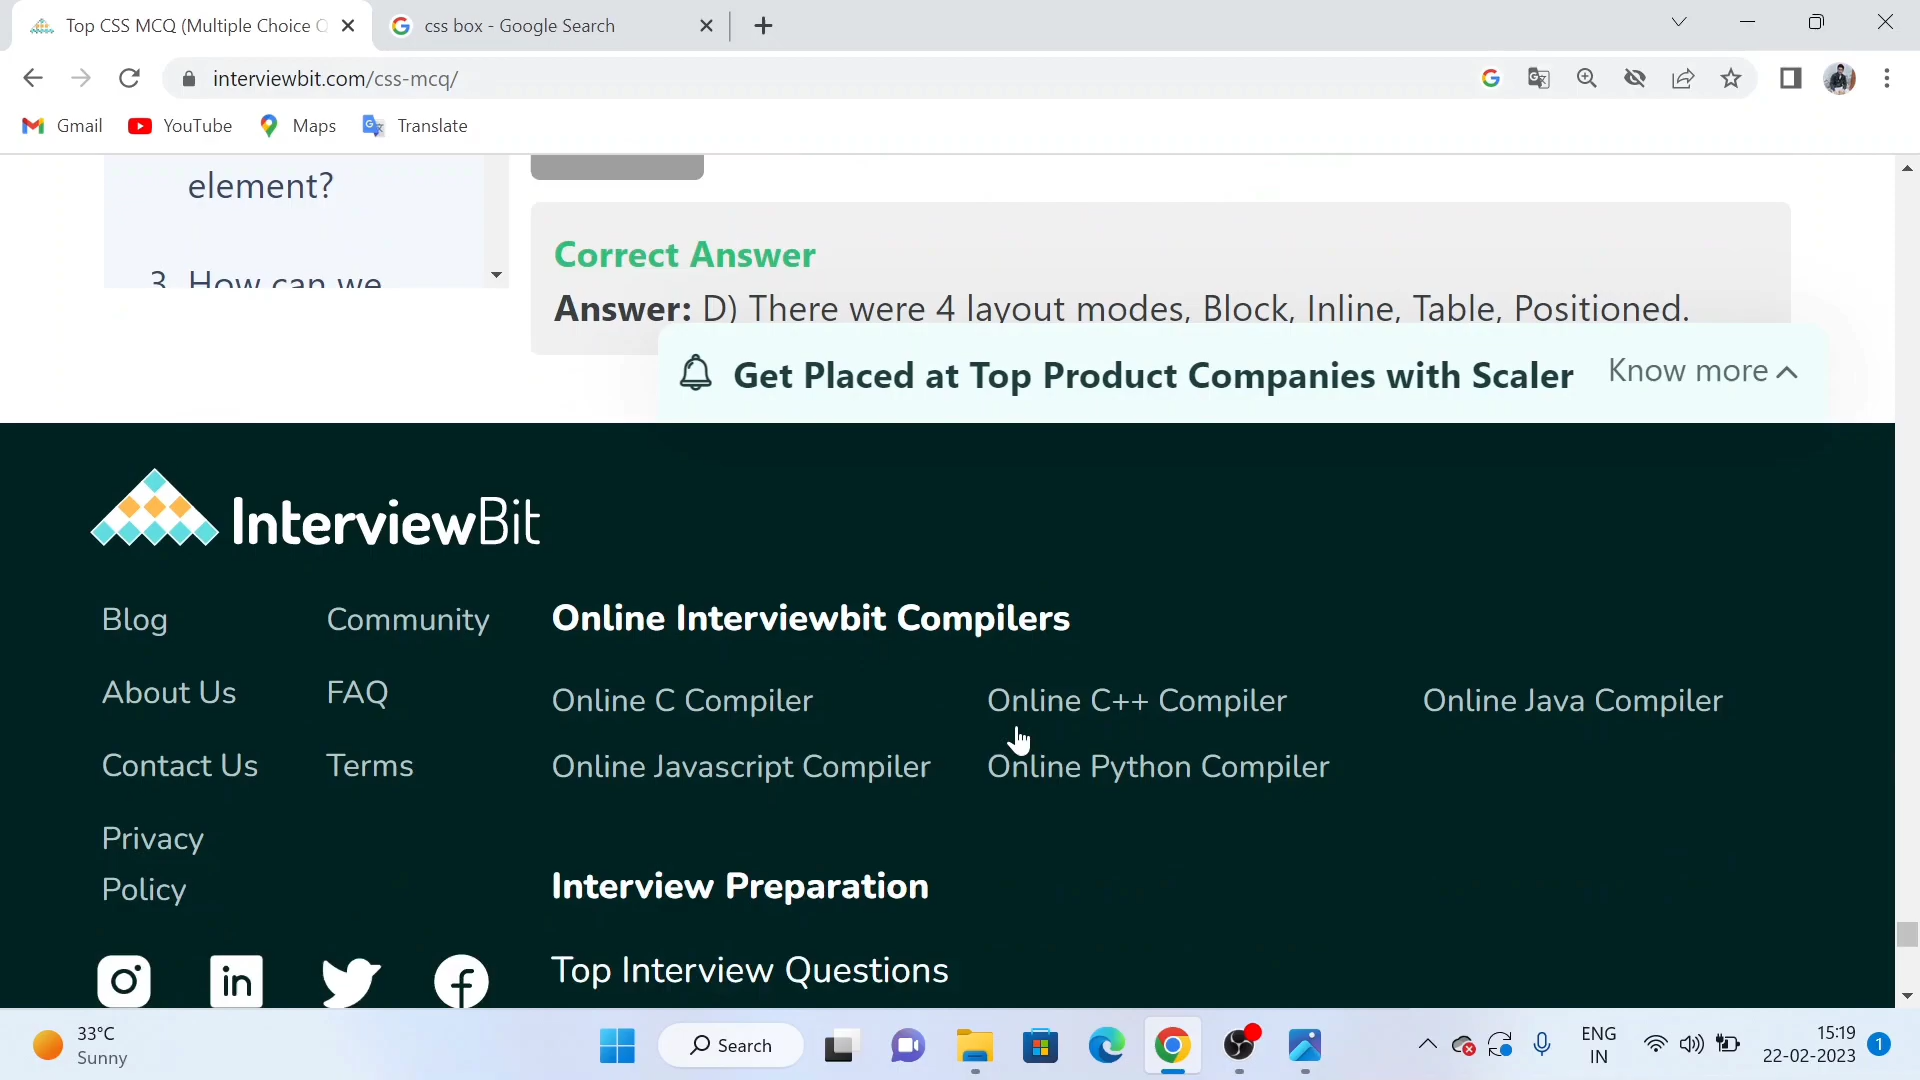 Top CSS MCQ (Multiple Choice Q
css box - Google Search
interviewbit.com/css-mcq/
Gmail
YouTube
Maps
Translate
element?
3. How can we
Correct Answer
Answer: D) There were 4 layout modes, Block, Inline, Table, Positioned.
Get Placed at Top Product Companies with Scaler
Know more
InterviewBit
Blog
Community
About Us
FAQ
Contact Us
Terms
Privacy
Policy
Online Interviewbit Compilers
Online C Compiler
Online C++ Compiler
Online Java Compiler
Online Javascript Compiler
Online Python Compiler
Interview Preparation
Top Interview Questions
33°C
Sunny
Search
ENG
IN
15:19
22-02-2023
1